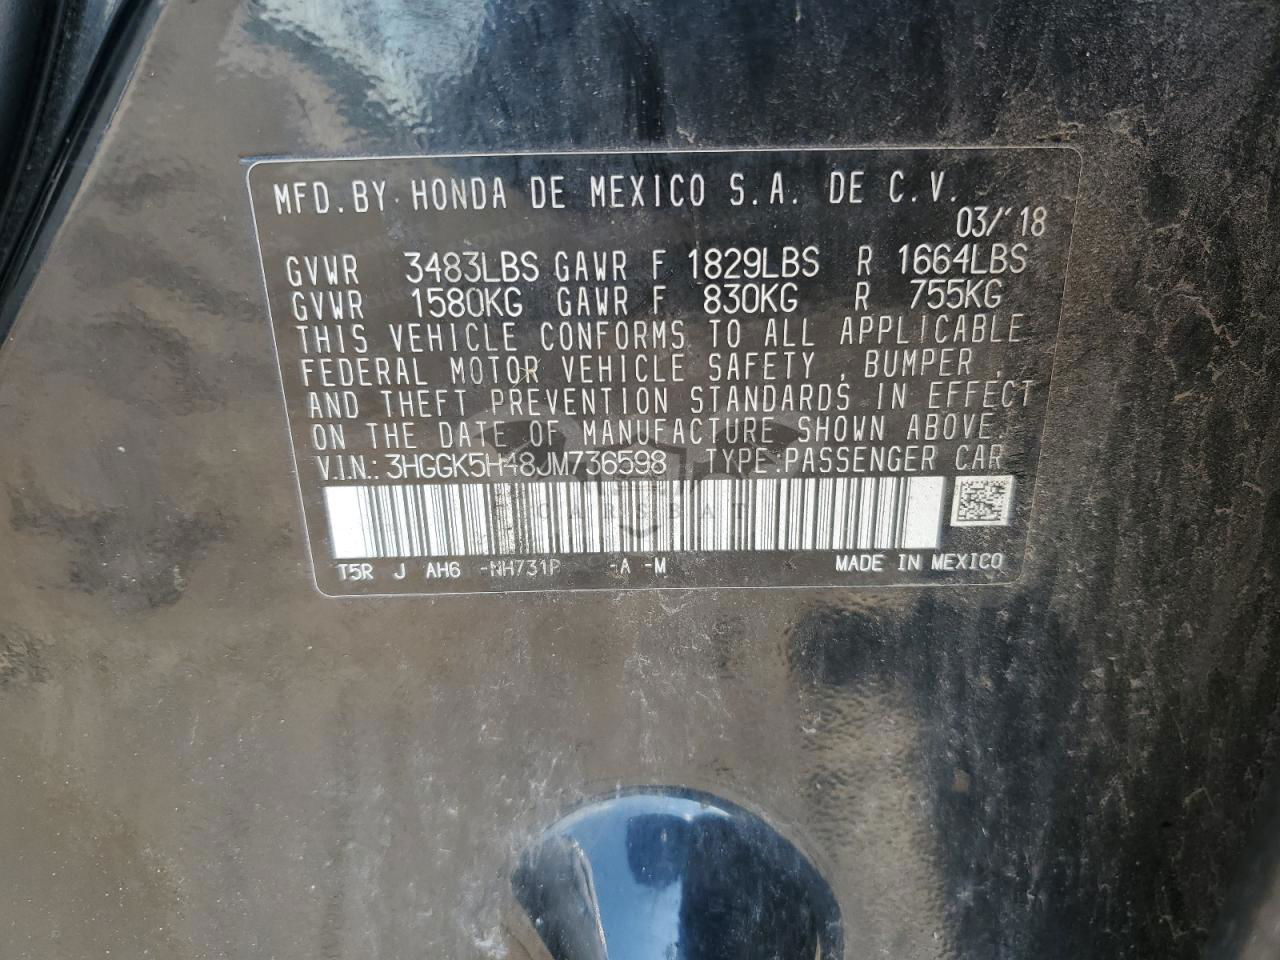 MFD. BY HONDA DE MEXICO S.A. DE C.V.
03/'18
GVWR 3483LBS GAWR F 1829LBS R 1664LBS
GVWR 1580KG GAWR F 830KG R 755KG
THIS VEHICLE CONFORMS TO ALL APPLICABLE
FEDERAL MOTOR VEHICLE SAFETY, BUMPER,
AND THEFT PREVENTION STANDARDS IN EFFECT
ON THE DATE OF MANUFACTURE SHOWN ABOVE.
V.I.N.: 3HGGK5H48JM736598 TYPE:PASSENGER CAR
CARSBAT
T5R J AH6 -NH731P -A -M MADE IN MEXICO